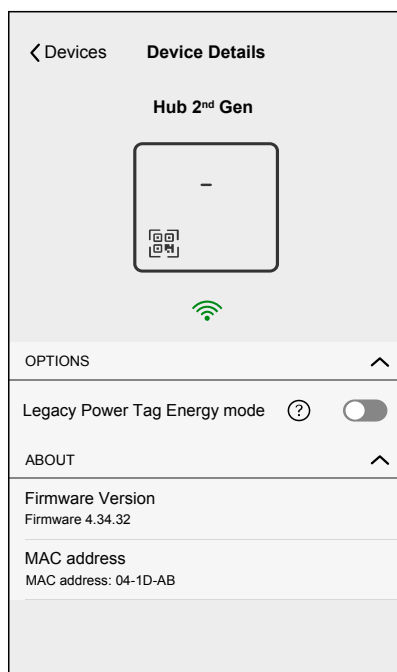 Devices
Device Details
Hub 2nd Gen
OPTIONS
Legacy Power Tag Energy mode ?
ABOUT
Firmware Version
Firmware 4.34.32
MAC address
MAC address: 04-1D-AB